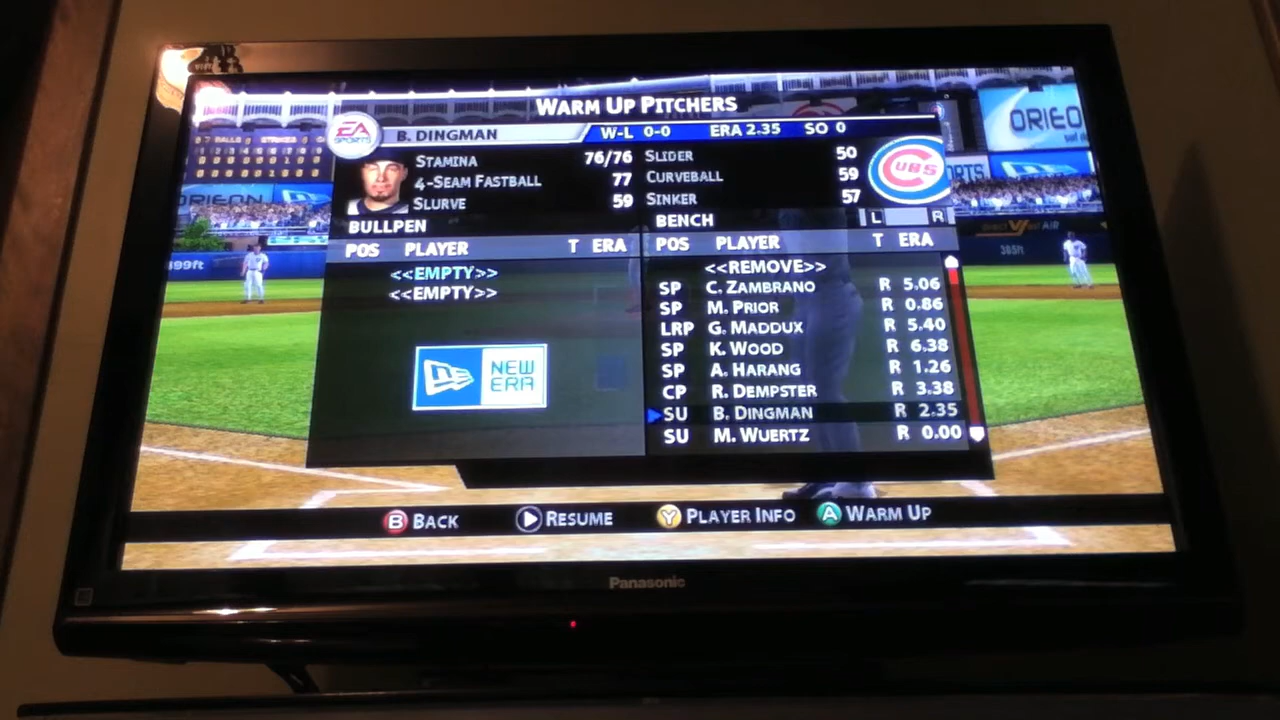 WARM UP PITCHERS
EA SPORTS
B. DINGMAN W-L 0-0 ERA 2.35 SO 0
STAMINA 76/76 SLIDER 50
4-SEAM FASTBALL 77 CURVEBALL 59
SLURVE 59 SINKER 57
CUBS
BULLPEN BENCH L R
POS PLAYER T ERA POS PLAYER T ERA
<<EMPTY>> <<REMOVE>>
<<EMPTY>> SP C. ZAMBRANO R 5.06
SP M. PRIOR R 0.86
LRP G. MADDUX R 5.40
SP K. WOOD R 6.38
SP A. HARANG R 1.26
CP R. DEMPSTER R 3.38
SU B. DINGMAN R 2.35
SU M. WUERTZ R 0.00
NEW ERA
ORIEO
399ft
385ft
B BACK RESUME Y PLAYER INFO A WARM UP
Panasonic